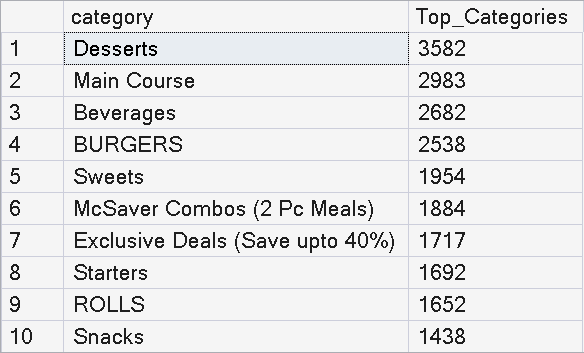 category Top_Categories
1 Desserts 3582
2 Main Course 2983
3 Beverages 2682
4 BURGERS 2538
5 Sweets 1954
6 McSaver Combos (2 Pc Meals) 1884
7 Exclusive Deals (Save upto 40%) 1717
8 Starters 1692
9 ROLLS 1652
10 Snacks 1438